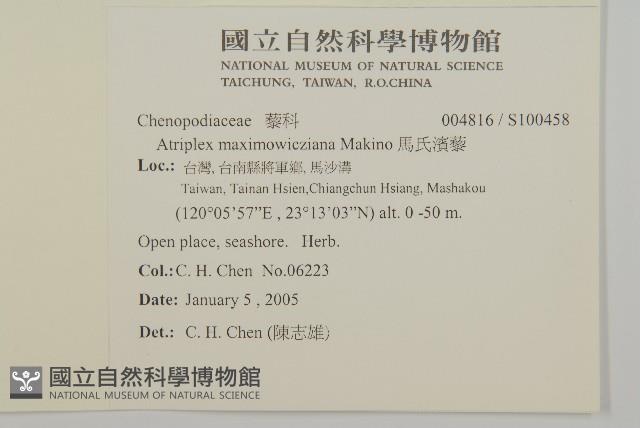 國立自然科學博物館
NATIONAL MUSEUM OF NATURAL SCIENCE
TAICHUNG, TAIWAN, R.O.CHINA
Chenopodiaceae 藜科 004816 / S100458
Atriplex maximowicziana Makino 馬氏濱藜
Loc.: 台灣, 台南縣將軍鄉, 馬沙溝
Taiwan, Tainan Hsien,Chiangchun Hsiang, Mashakou
(120°05’57”E , 23°13’03”N) alt. 0 -50 m.
Open place, seashore. Herb.
Col.: C. H. Chen No.06223
Date: January 5 , 2005
Det.: C. H. Chen (陳志雄)
國立自然科學博物館
NATIONAL MUSEUM OF NATURAL SCIENCE